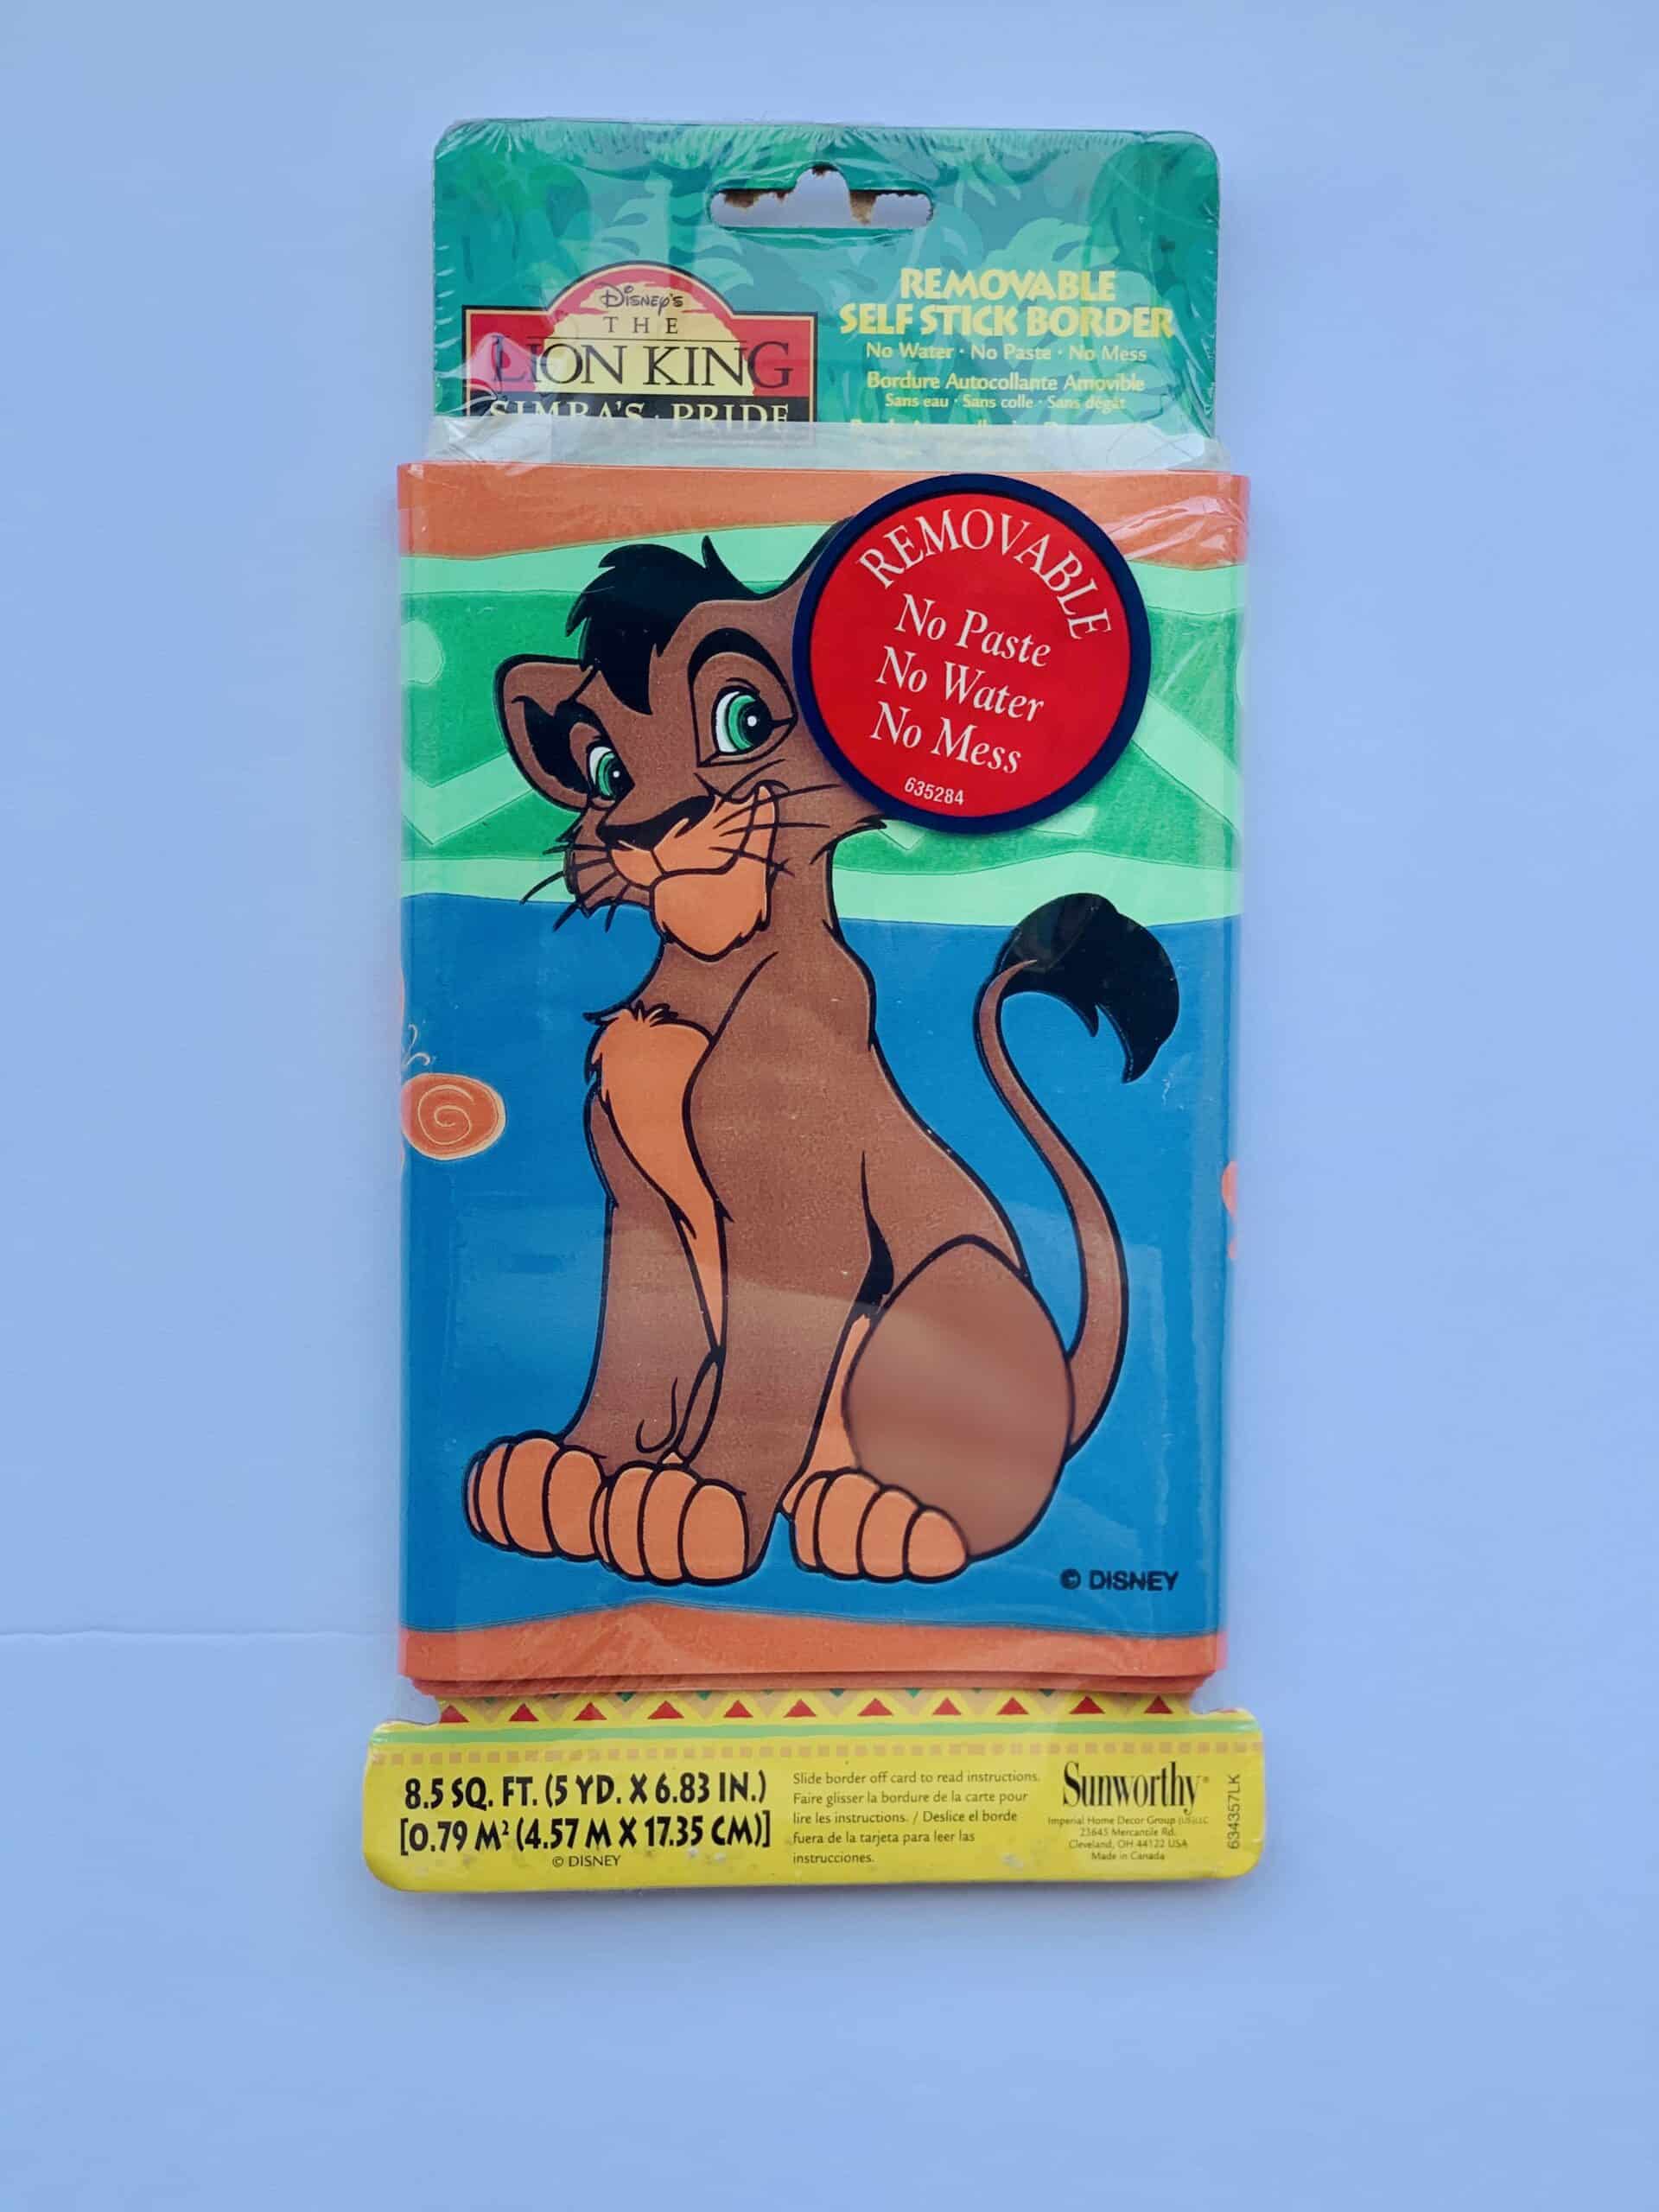 Disney's
THE
LION KING
SIMBA'S · PRIDE
REMOVABLE
SELF STICK BORDER
No Water · No Paste · No Mess
Bordure Autocollante Amovible
Sans eau · Sans colle · Sans dégât
REMOVABLE
No Paste
No Water
No Mess
635284
© DISNEY
8.5 SQ. FT. (5 YD. X 6.83 IN.)
[0.79 M² (4.57 M X 17.35 CM)]
© DISNEY
Slide border off card to read instructions.
Faire glisser la bordure de la carte pour
lire les instructions. / Deslice el borde
fuera de la tarjeta para leer las
instrucciones.
Sunworthy®
Imperial Home Decor Group
23645 Mercantile Rd.
Cleveland, OH 44122 USA
Made in Canada
634357LK